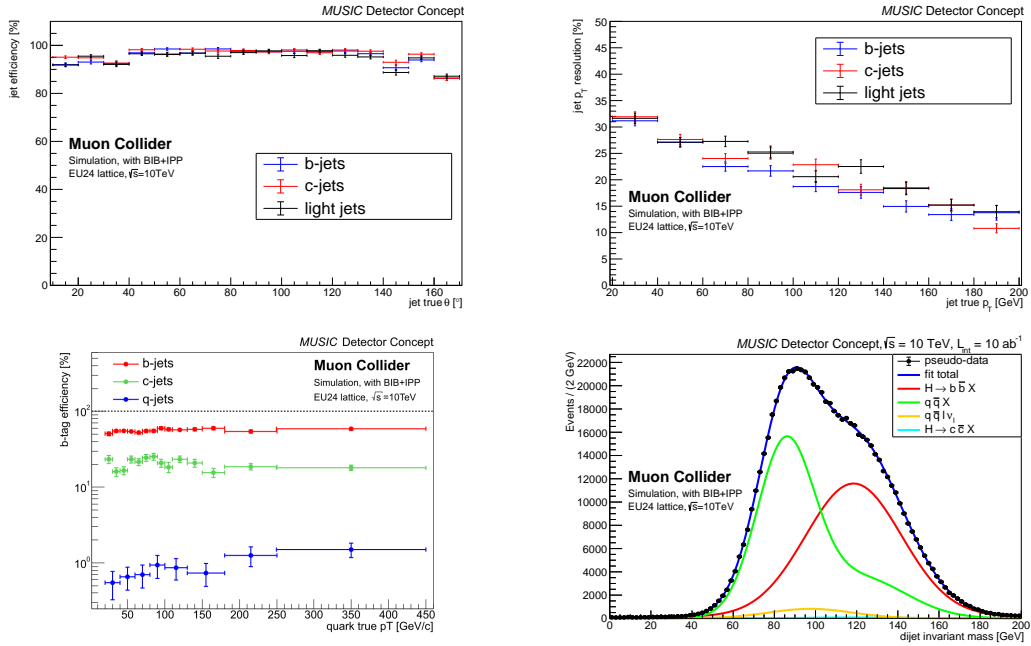 MUSIC Detector Concept
jet efficiency [%]
100
80
60
40
20
0
Muon Collider
Simulation, with BIB+IPP
EU24 lattice, √s=10TeV
b-jets
c-jets
light jets
20 40 60 80 100 120 140 160
jet true θ [°]
MUSIC Detector Concept
jet p_T resolution [%]
50
45
40
35
30
25
20
15
10
5
0
b-jets
c-jets
light jets
Muon Collider
Simulation, with BIB+IPP
EU24 lattice, √s=10TeV
20 40 60 80 100 120 140 160 180 200
jet true p_T [GeV]
MUSIC Detector Concept
b-tag efficiency [%]
b-jets
c-jets
q-jets
Muon Collider
Simulation, with BIB+IPP
EU24 lattice, √s=10TeV
10²
10¹
10⁰
50 100 150 200 250 300 350 400 450
quark true pT [GeV/c]
MUSIC Detector Concept, √s = 10 TeV, L_int = 10 ab⁻¹
Events / (2 GeV)
22000
20000
18000
16000
14000
12000
10000
8000
6000
4000
2000
0
pseudo-data
fit total
H → b b̅ X
q q̅ X
q q̅ l ν_l
H → c c̅ X
Muon Collider
Simulation, with BIB+IPP
EU24 lattice, √s=10TeV
0 20 40 60 80 100 120 140 160 180 200
dijet invariant mass [GeV]